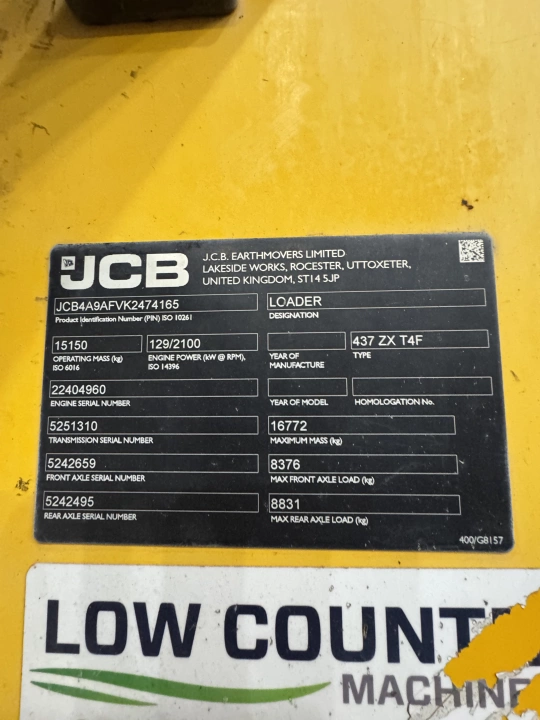 JCB
J.C.B. EARTHMOVERS LIMITED
LAKESIDE WORKS, ROCESTER, UTTOXETER,
UNITED KINGDOM, ST14 5JP
JCB4A9AFVK2474165
Product Identification Number (PIN) ISO 10261
LOADER
DESIGNATION
15150
OPERATING MASS (kg)
ISO 6016
129/2100
ENGINE POWER (kW @ RPM),
ISO 14396
YEAR OF
MANUFACTURE
437 ZX T4F
TYPE
22404960
ENGINE SERIAL NUMBER
YEAR OF MODEL
HOMOLOGATION No.
5251310
TRANSMISSION SERIAL NUMBER
16772
MAXIMUM MASS (kg)
5242659
FRONT AXLE SERIAL NUMBER
8376
MAX FRONT AXLE LOAD (kg)
5242495
REAR AXLE SERIAL NUMBER
8831
MAX REAR AXLE LOAD (kg)
400/G8157
LOW COUNT
MACHINE